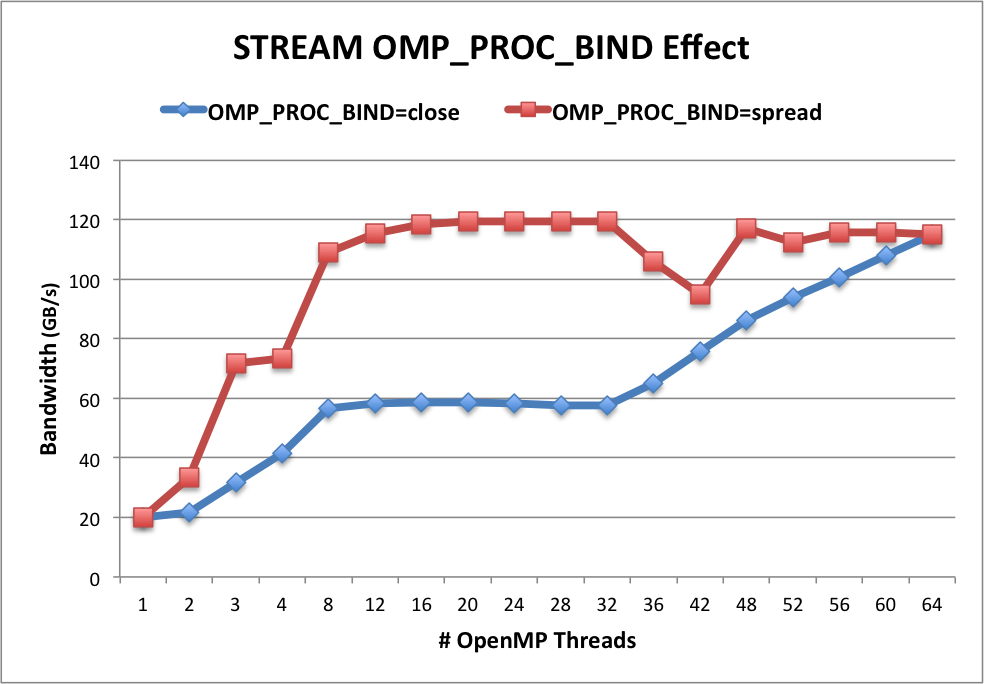 STREAM OMP_PROC_BIND Effect
OMP_PROC_BIND=close OMP_PROC_BIND=spread
140
120
100
80
60
40
20
0
Bandwidth (GB/s)
1 2 3 4 8 12 16 20 24 28 32 36 42 48 52 56 60 64
# OpenMP Threads